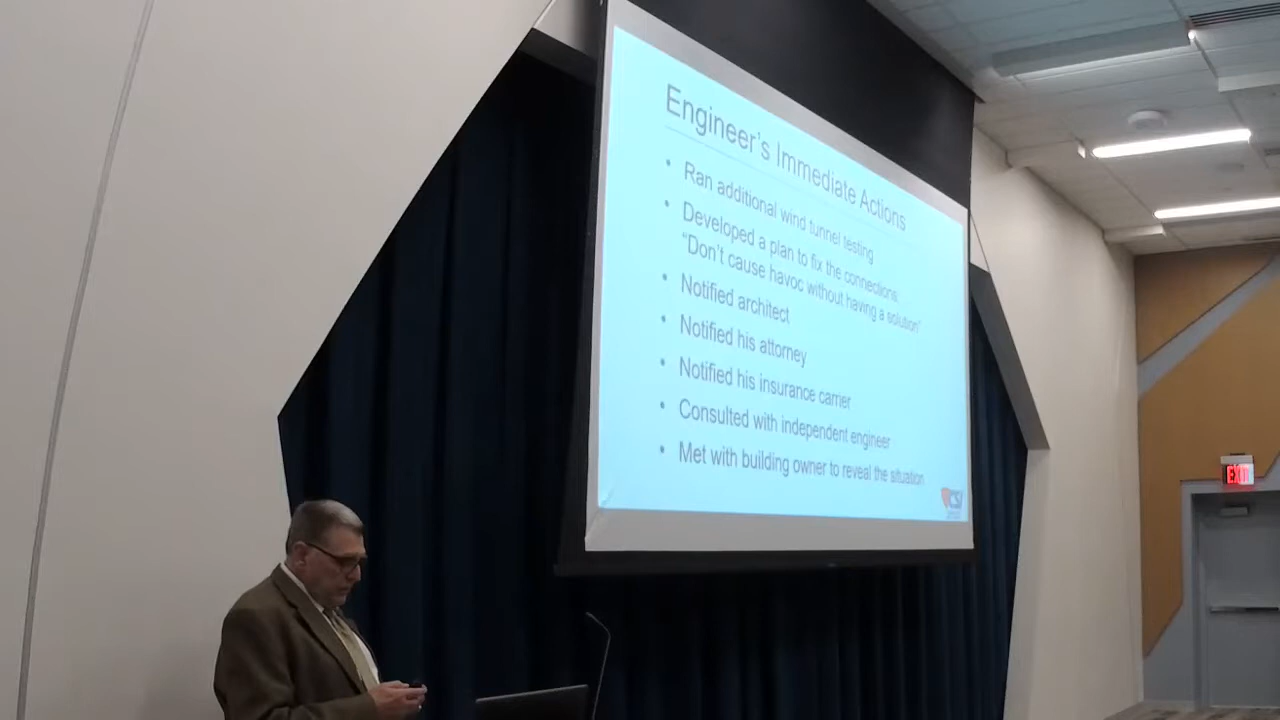 Engineer's Immediate Actions
• Ran additional wind tunnel testing
• Developed a plan to fix the connections:
"Don't cause havoc without having a solution"
• Notified architect
• Notified his attorney
• Notified his insurance carrier
• Consulted with independent engineer
• Met with building owner to reveal the situation
CSI
EXIT